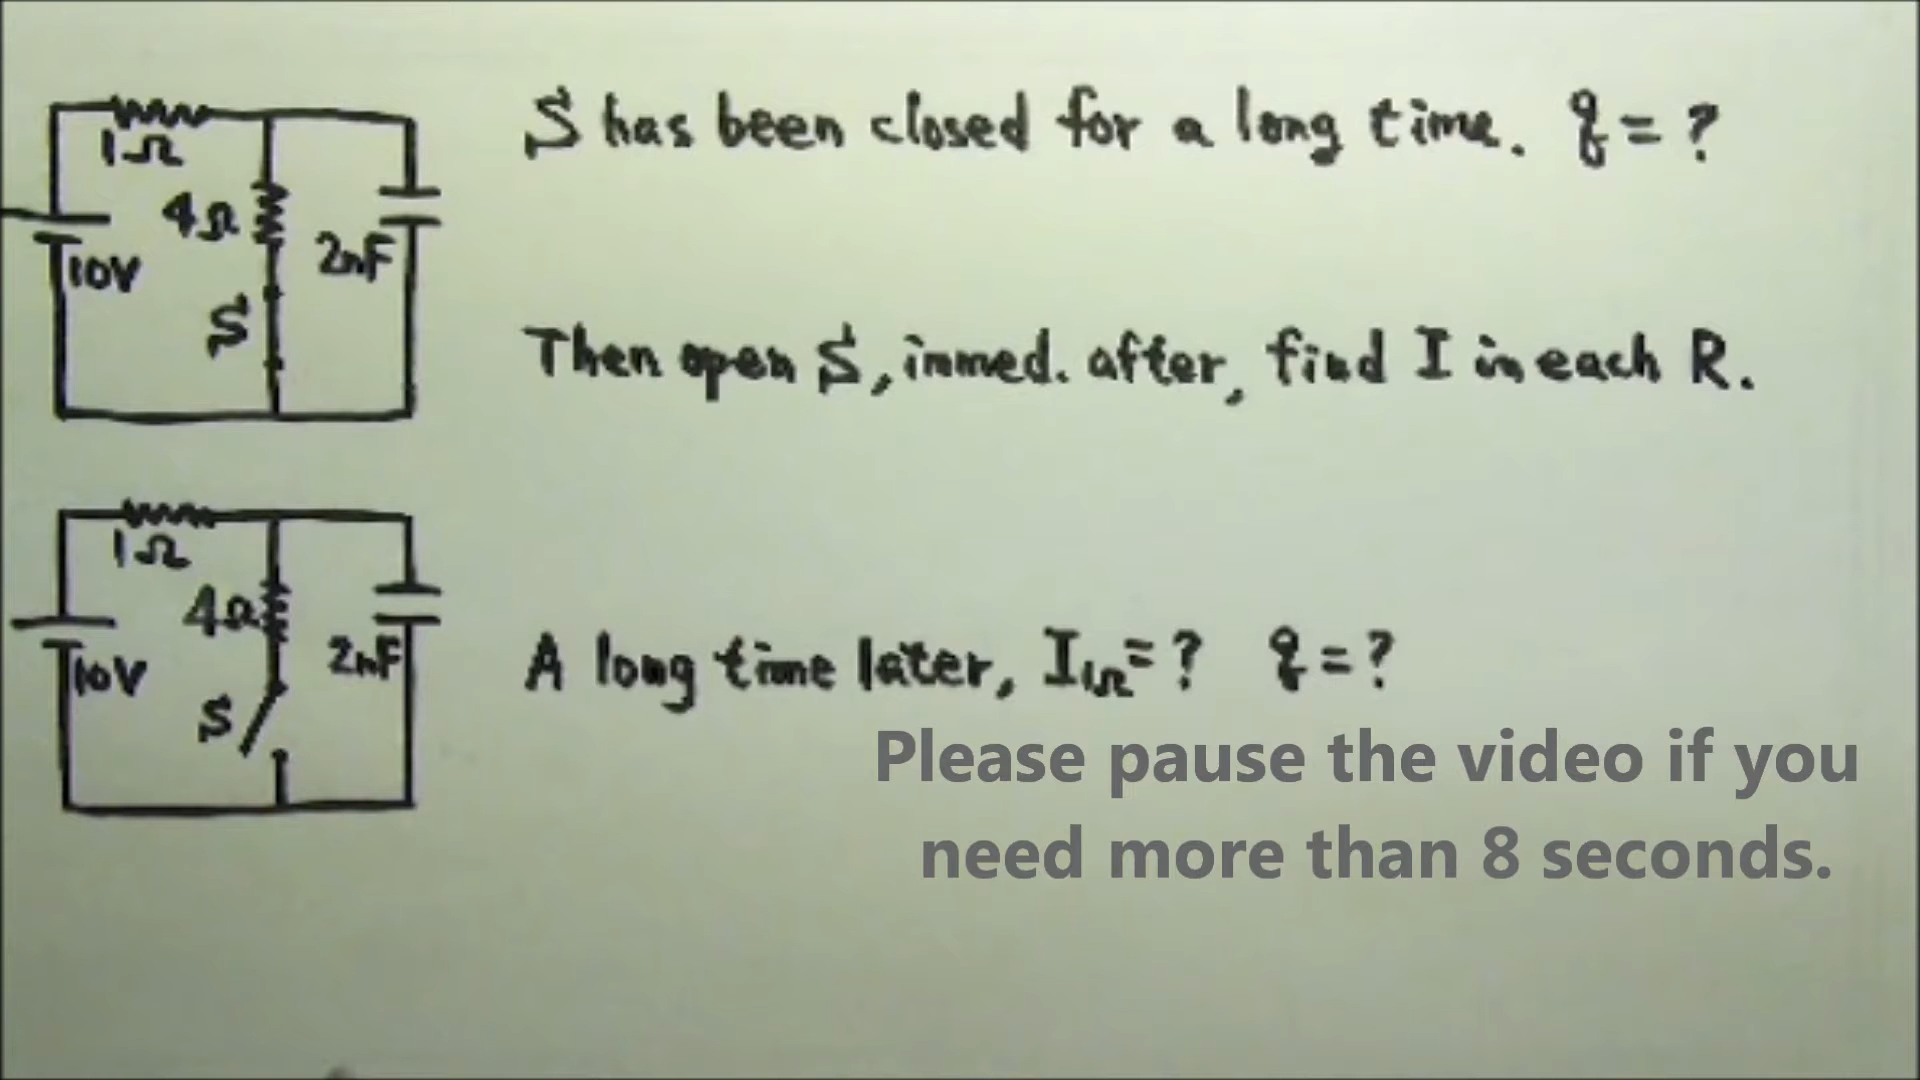 1Ω
4Ω
2nF
10V
S
S has been closed for a long time. q = ?
Then open S, immed. after, find I in each R.
1Ω
4Ω
2nF
10V
S
A long time later, I1Ω = ? q = ?
Please pause the video if you
need more than 8 seconds.